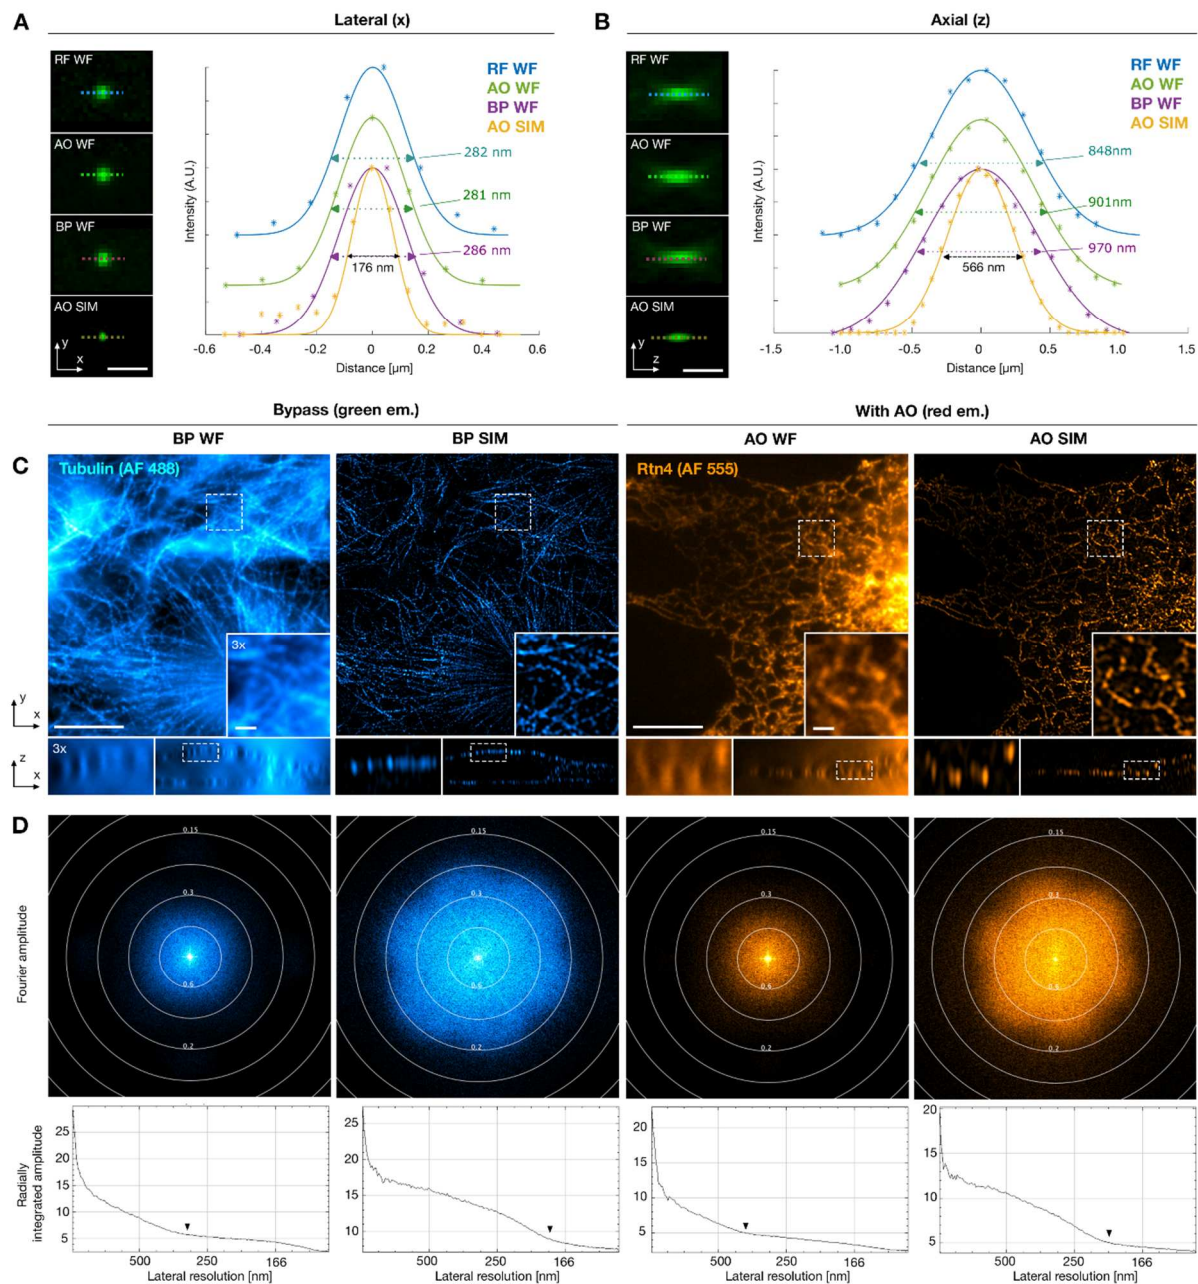 A
Lateral (x)
RF WF
AO WF
BP WF
AO SIM
y
x
Intensity (A.U.)
RF WF
AO WF
BP WF
AO SIM
282 nm
281 nm
286 nm
176 nm
-0.6 -0.4 -0.2 0 0.2 0.4 0.6
Distance [µm]
B
Axial (z)
RF WF
AO WF
BP WF
AO SIM
y
z
Intensity (A.U.)
RF WF
AO WF
BP WF
AO SIM
848nm
901nm
970 nm
566 nm
-1.5 -1.0 -0.5 0 0.5 1.0 1.5
Distance [µm]
Bypass (green em.)
With AO (red em.)
BP WF
BP SIM
AO WF
AO SIM
C
Tubulin (AF 488)
Rtn4 (AF 555)
3x
y
x
3x
z
x
D
Fourier amplitude
0.15
0.3
0.6
0.2
0.15
0.3
0.6
0.2
0.15
0.3
0.6
0.2
0.15
0.3
0.6
0.2
Radially
integrated amplitude
25
20
15
10
5
500 250 166
Lateral resolution [nm]
25
20
15
10
500 250 166
Lateral resolution [nm]
20
15
10
5
500 250 166
Lateral resolution [nm]
20
15
10
5
500 250 166
Lateral resolution [nm]